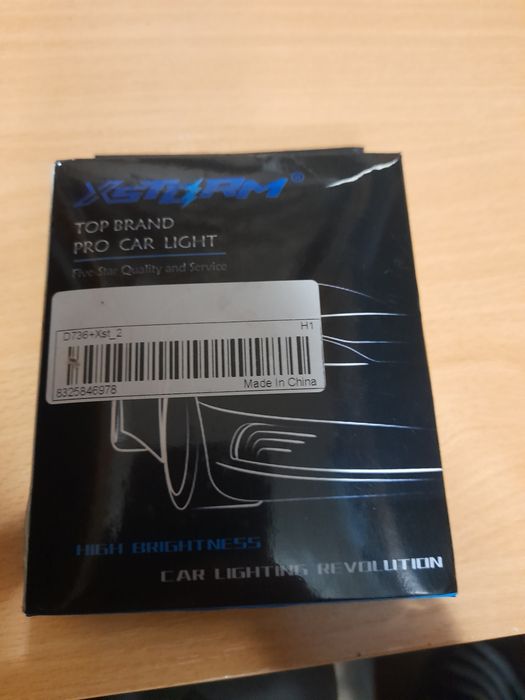 XSTORM®
TOP BRAND
PRO CAR LIGHT
Five-Star Quality and Service
D736+Xst_2 H1
8325846978 Made In China
HIGH BRIGHTNESS
CAR LIGHTING REVOLUTION